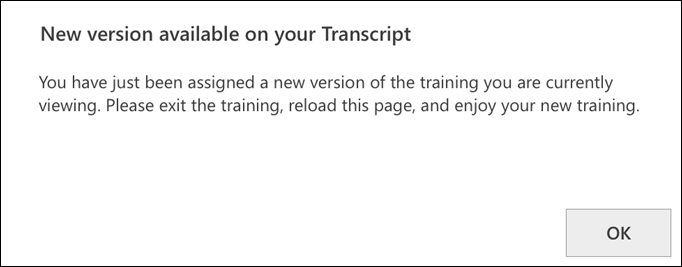 New version available on your Transcript
You have just been assigned a new version of the training you are currently
viewing. Please exit the training, reload this page, and enjoy your new training.
OK